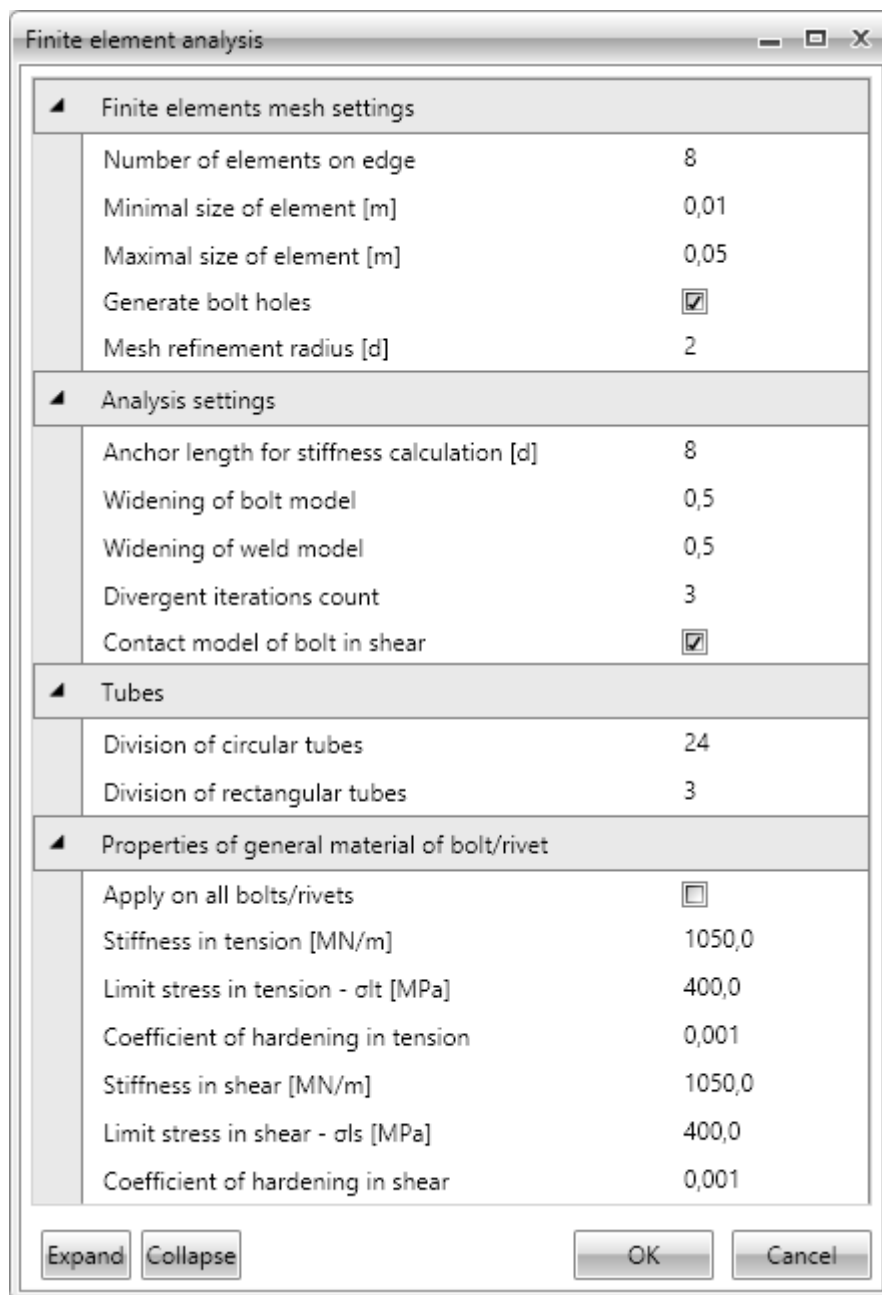 Finite element analysis
Finite elements mesh settings
Number of elements on edge 8
Minimal size of element [m] 0,01
Maximal size of element [m] 0,05
Generate bolt holes
Mesh refinement radius [d] 2
Analysis settings
Anchor length for stiffness calculation [d] 8
Widening of bolt model 0,5
Widening of weld model 0,5
Divergent iterations count 3
Contact model of bolt in shear
Tubes
Division of circular tubes 24
Division of rectangular tubes 3
Properties of general material of bolt/rivet
Apply on all bolts/rivets
Stiffness in tension [MN/m] 1050,0
Limit stress in tension - σlt [MPa] 400,0
Coefficient of hardening in tension 0,001
Stiffness in shear [MN/m] 1050,0
Limit stress in shear - σls [MPa] 400,0
Coefficient of hardening in shear 0,001
Expand Collapse OK Cancel